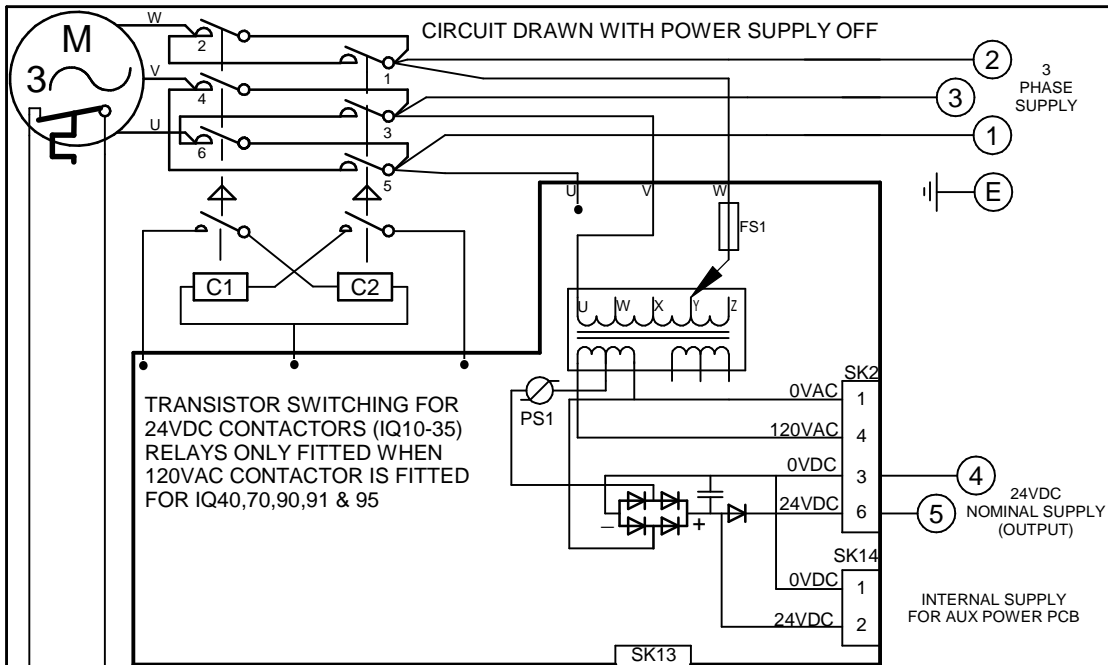 CIRCUIT DRAWN WITH POWER SUPPLY OFF
M
3
W
V
U
2
4
6
1
3
5
2
3
1
E
3
PHASE
SUPPLY
C1
C2
U
V
W
FS1
U
W
X
Y
Z
PS1
TRANSISTOR SWITCHING FOR
24VDC CONTACTORS (IQ10-35)
RELAYS ONLY FITTED WHEN
120VAC CONTACTOR IS FITTED
FOR IQ40,70,90,91 & 95
SK2
0VAC 1
120VAC 4
0VDC 3
24VDC 6
– +
4
5
24VDC
NOMINAL SUPPLY
(OUTPUT)
SK14
0VDC 1
24VDC 2
INTERNAL SUPPLY
FOR AUX POWER PCB
SK13